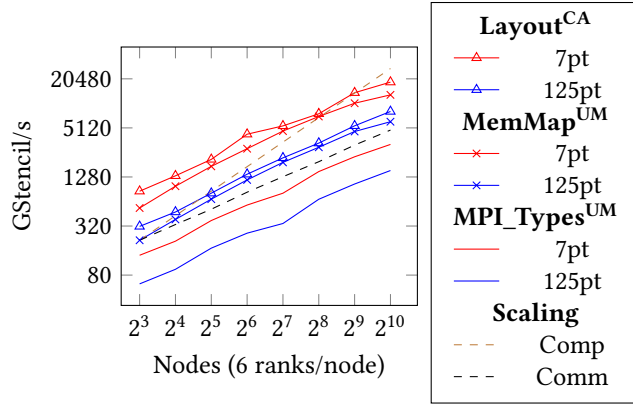 20480
5120
1280
320
80
GStencil/s
2^3 2^4 2^5 2^6 2^7 2^8 2^9 2^10
Nodes (6 ranks/node)
Layout^CA
7pt
125pt
MemMap^UM
7pt
125pt
MPI_Types^UM
7pt
125pt
Scaling
Comp
Comm